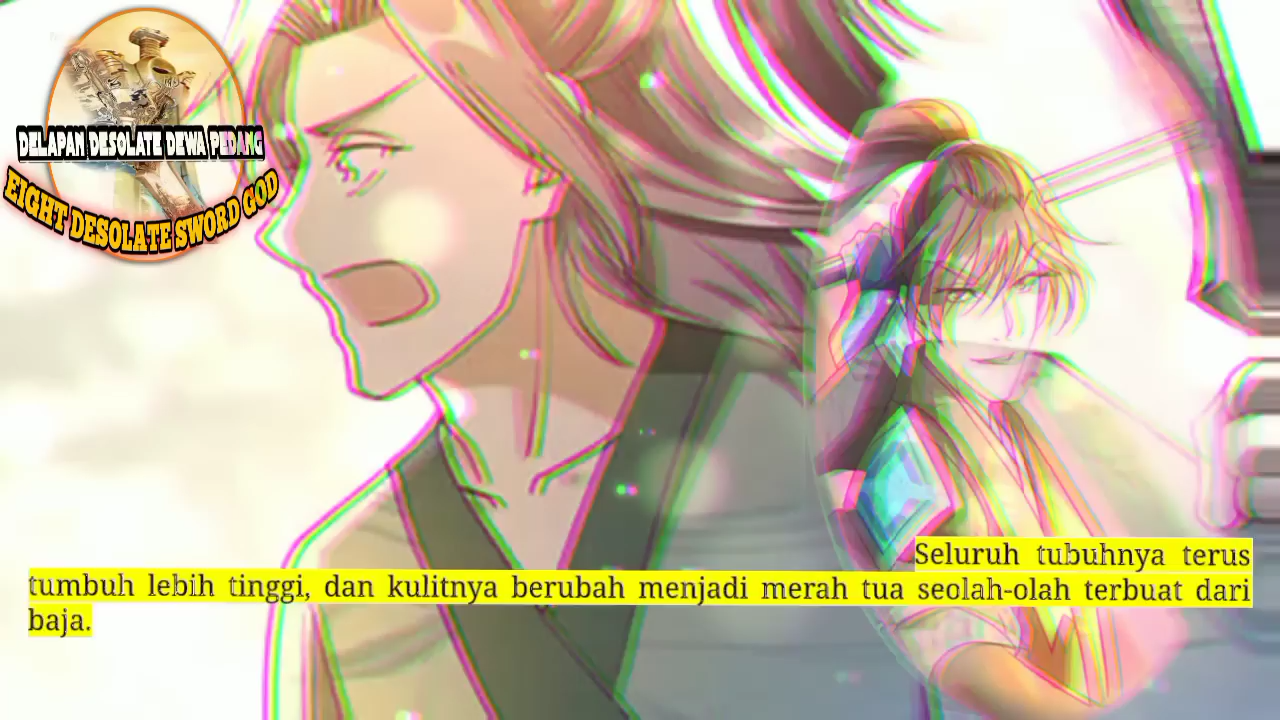 DELAPAN DESOLATE DEWA PEDANG
EIGHT DESOLATE SWORD GOD
Seluruh tubuhnya terus
tumbuh lebih tinggi, dan kulitnya berubah menjadi merah tua seolah-olah terbuat dari
baja.